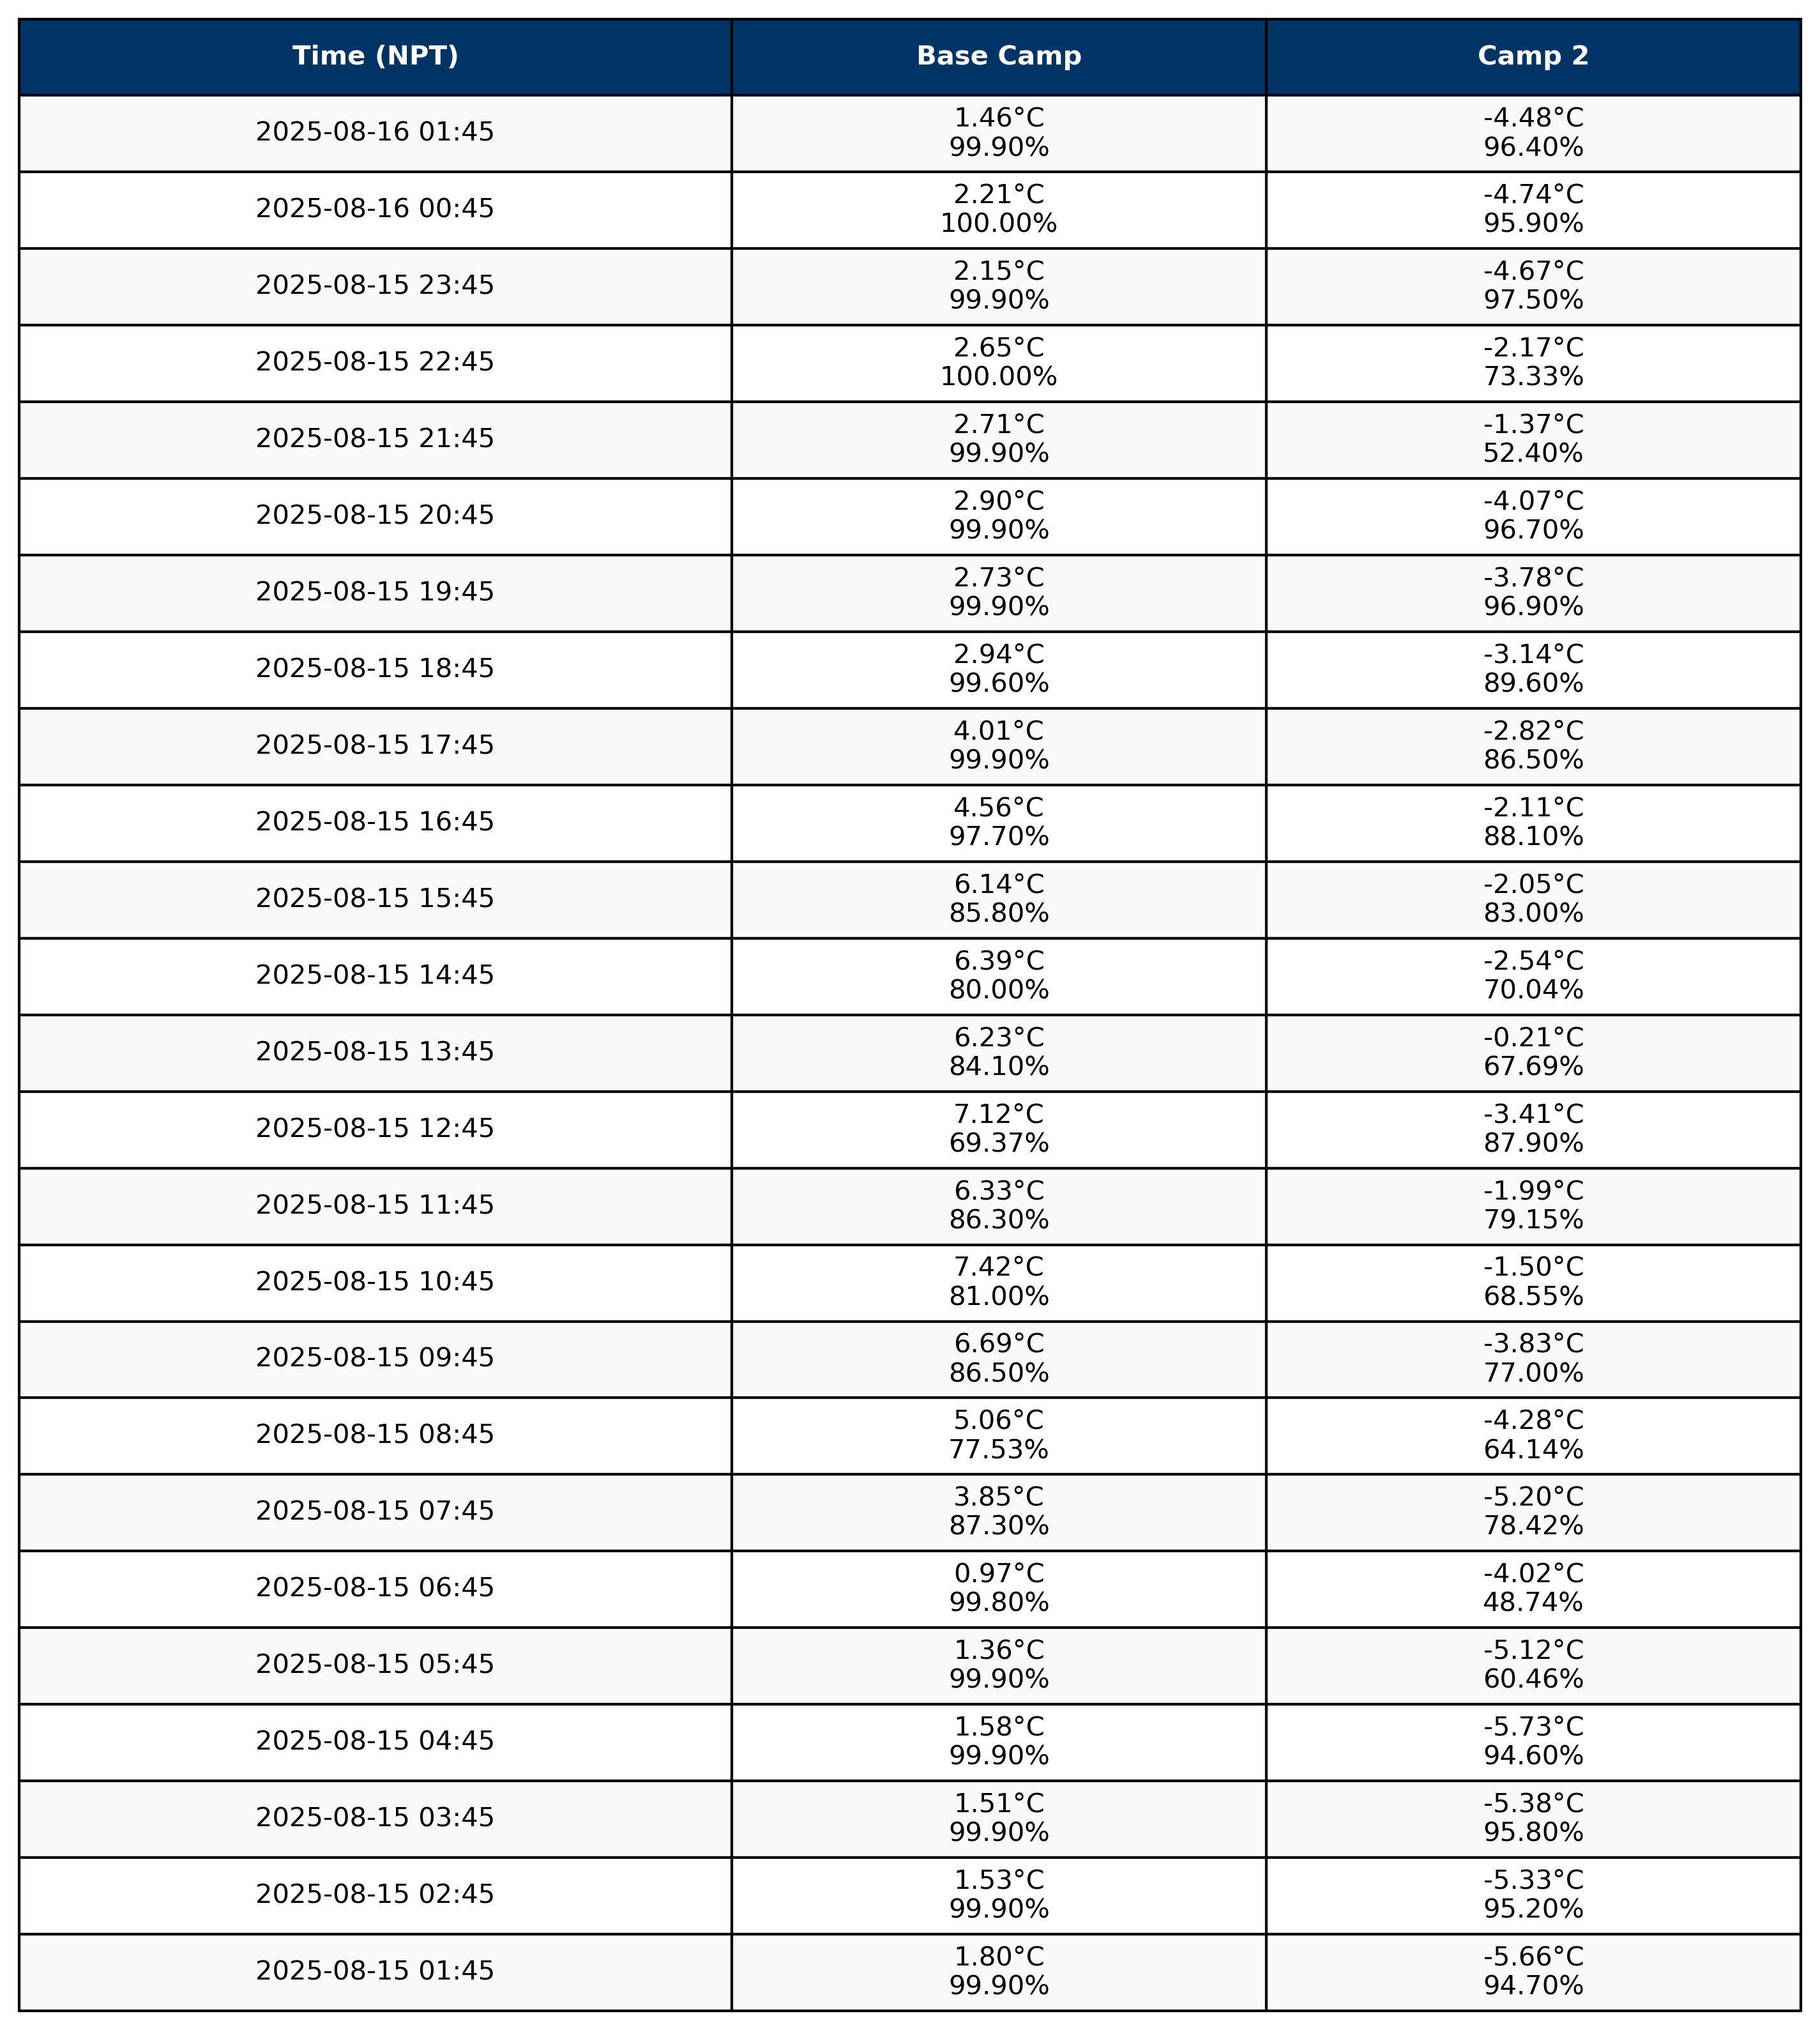 Time (NPT) Base Camp Camp 2
2025-08-16 01:45 1.46°C -4.48°C
99.90% 96.40%
2025-08-16 00:45 2.21°C -4.74°C
100.00% 95.90%
2025-08-15 23:45 2.15°C -4.67°C
99.90% 97.50%
2025-08-15 22:45 2.65°C -2.17°C
100.00% 73.33%
2025-08-15 21:45 2.71°C -1.37°C
99.90% 52.40%
2025-08-15 20:45 2.90°C -4.07°C
99.90% 96.70%
2025-08-15 19:45 2.73°C -3.78°C
99.90% 96.90%
2025-08-15 18:45 2.94°C -3.14°C
99.60% 89.60%
2025-08-15 17:45 4.01°C -2.82°C
99.90% 86.50%
2025-08-15 16:45 4.56°C -2.11°C
97.70% 88.10%
2025-08-15 15:45 6.14°C -2.05°C
85.80% 83.00%
2025-08-15 14:45 6.39°C -2.54°C
80.00% 70.04%
2025-08-15 13:45 6.23°C -0.21°C
84.10% 67.69%
2025-08-15 12:45 7.12°C -3.41°C
69.37% 87.90%
2025-08-15 11:45 6.33°C -1.99°C
86.30% 79.15%
2025-08-15 10:45 7.42°C -1.50°C
81.00% 68.55%
2025-08-15 09:45 6.69°C -3.83°C
86.50% 77.00%
2025-08-15 08:45 5.06°C -4.28°C
77.53% 64.14%
2025-08-15 07:45 3.85°C -5.20°C
87.30% 78.42%
2025-08-15 06:45 0.97°C -4.02°C
99.80% 48.74%
2025-08-15 05:45 1.36°C -5.12°C
99.90% 60.46%
2025-08-15 04:45 1.58°C -5.73°C
99.90% 94.60%
2025-08-15 03:45 1.51°C -5.38°C
99.90% 95.80%
2025-08-15 02:45 1.53°C -5.33°C
99.90% 95.20%
2025-08-15 01:45 1.80°C -5.66°C
99.90% 94.70%